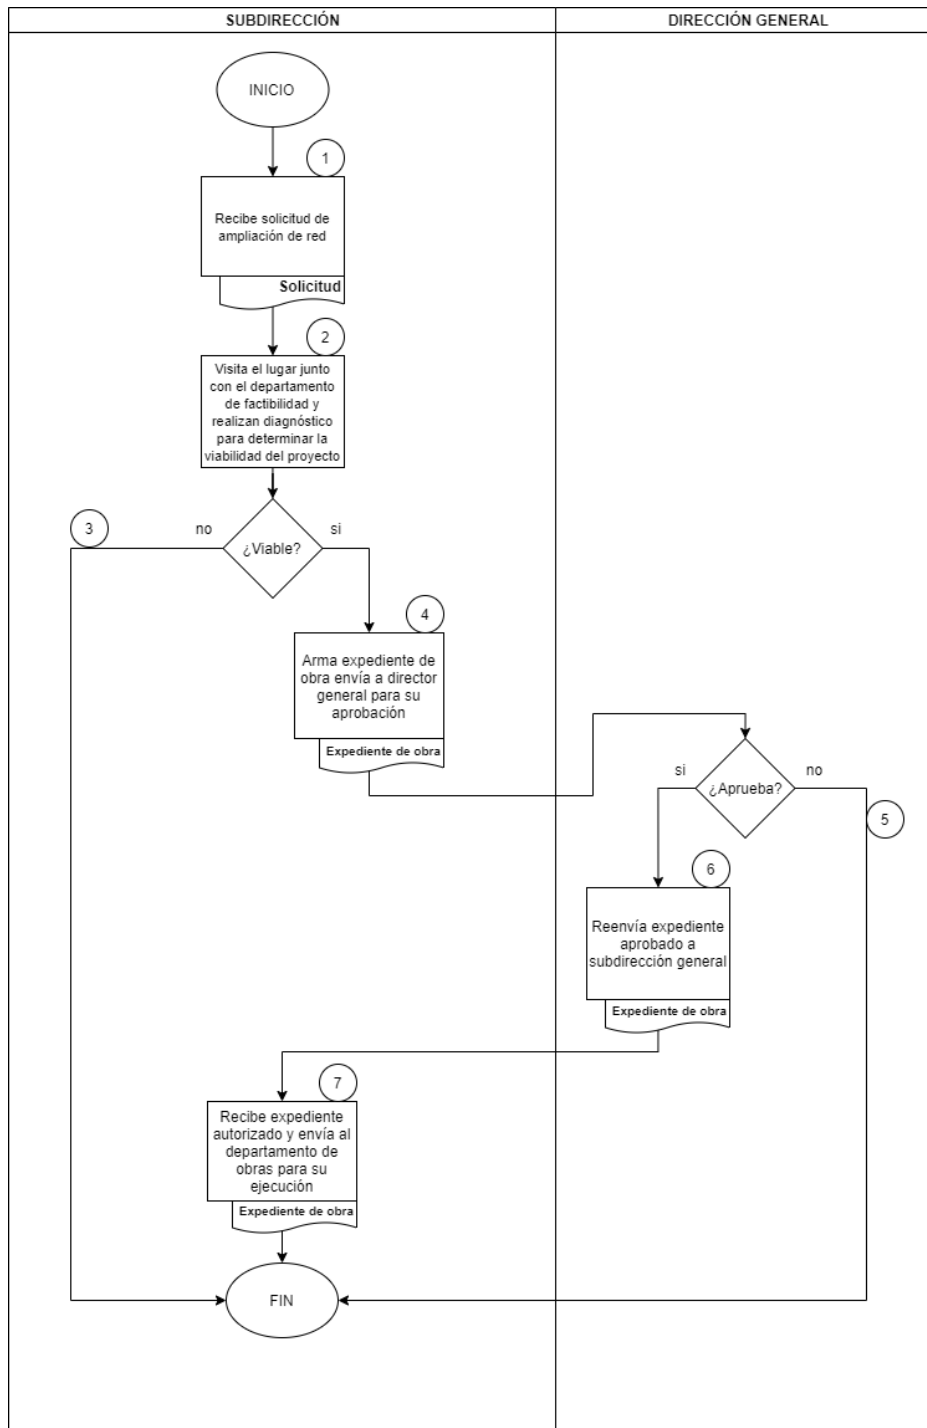 SUBDIRECCIÓN
DIRECCIÓN GENERAL
INICIO
1
Recibe solicitud de
ampliación de red
Solicitud
2
Visita el lugar junto
con el departamento
de factibilidad y
realizan diagnóstico
para determinar la
viabilidad del proyecto
3
no
si
¿Viable?
4
Arma expediente de
obra envía a director
general para su
aprobación
Expediente de obra
si
no
¿Aprueba?
5
6
Reenvía expediente
aprobado a
subdirección general
Expediente de obra
7
Recibe expediente
autorizado y envía al
departamento de
obras para su
ejecución
Expediente de obra
FIN